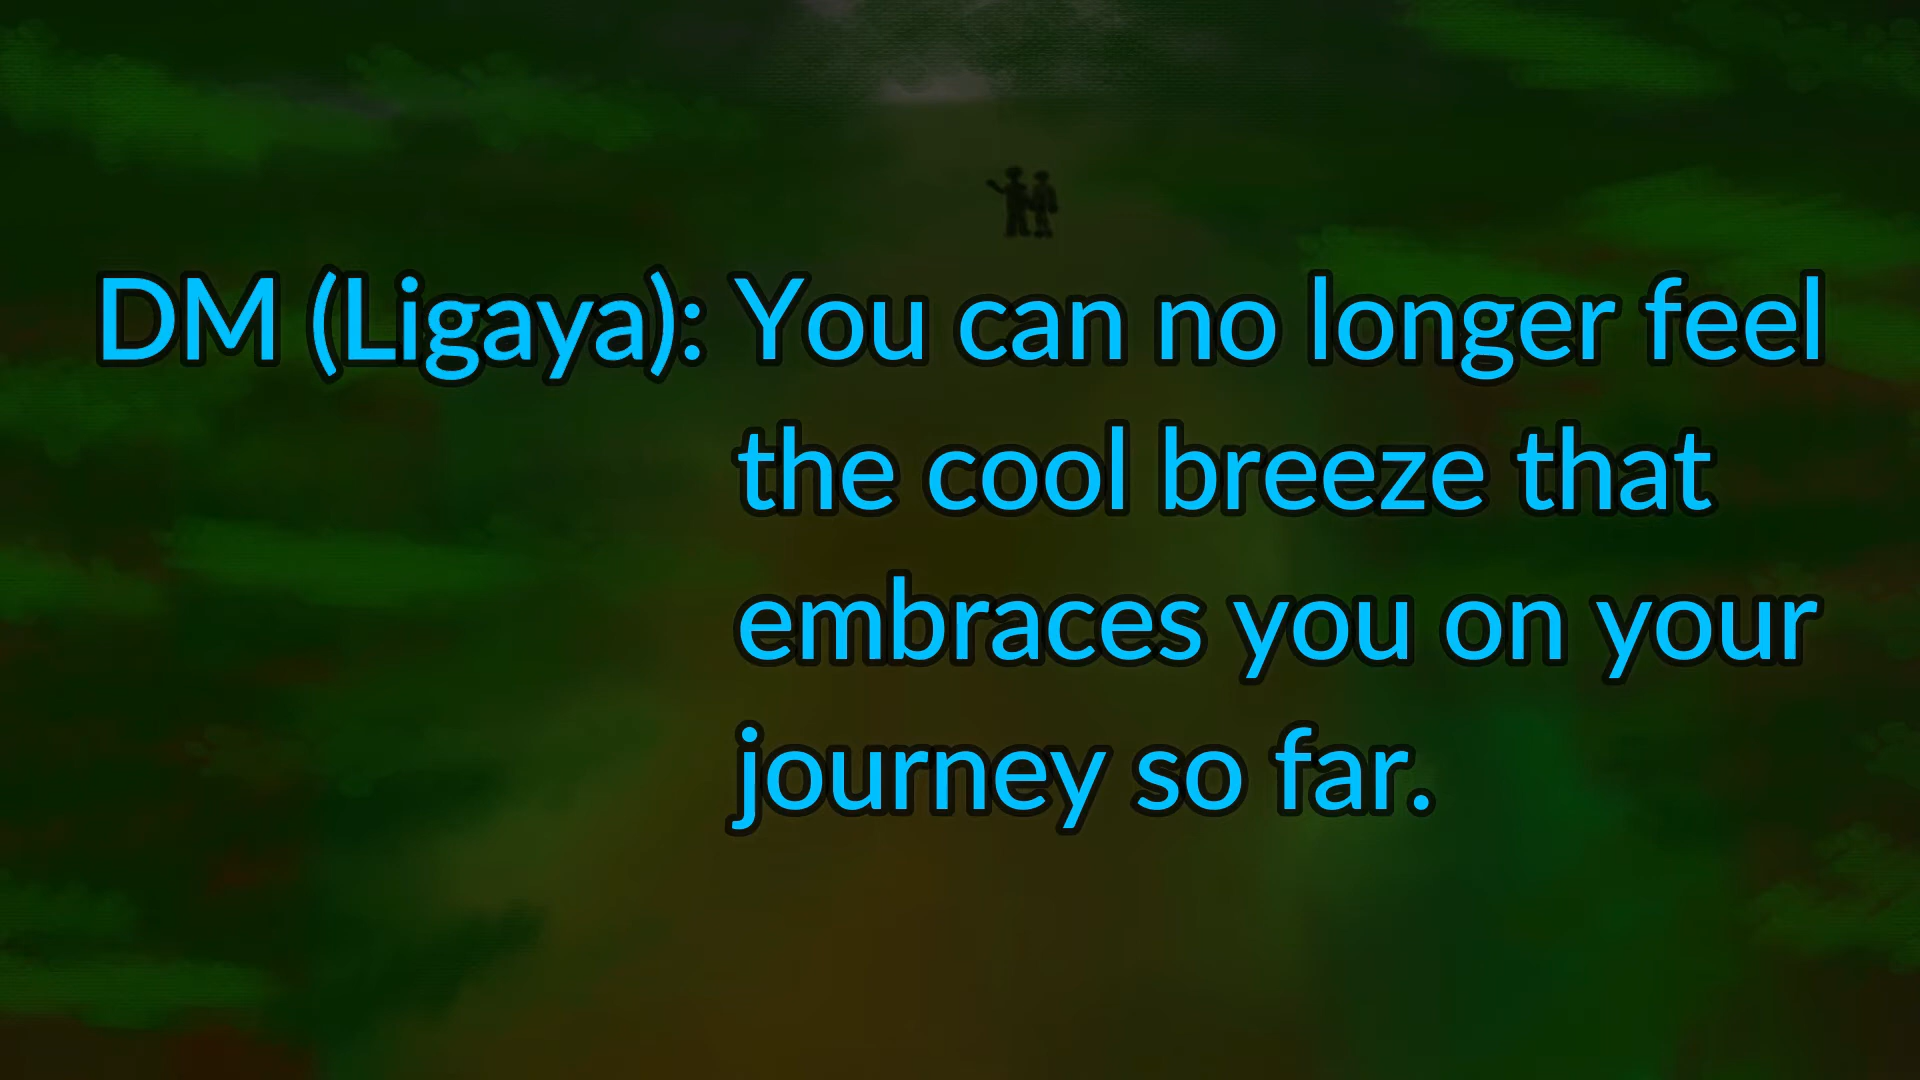 DM (Ligaya): You can no longer feel
the cool breeze that
embraces you on your
journey so far.